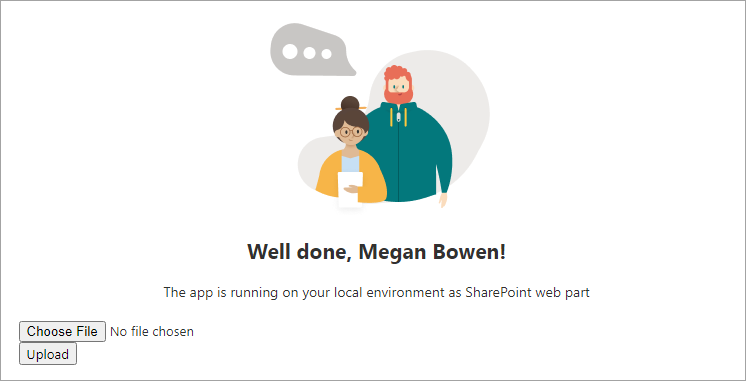 Well done, Megan Bowen!
The app is running on your local environment as SharePoint web part
Choose File No file chosen
Upload